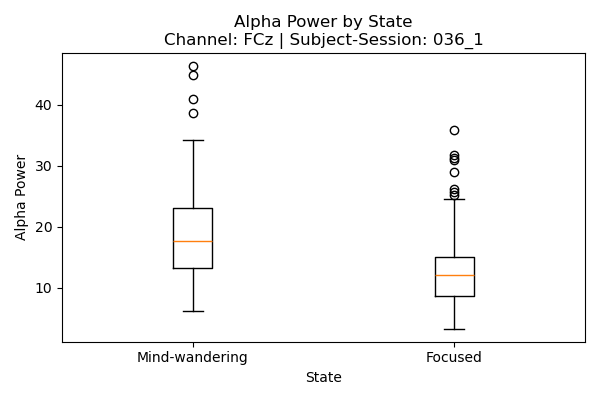 Alpha Power by State
Channel: FCz | Subject-Session: 036_1
Alpha Power
40
30
20
10
Mind-wandering
Focused
State